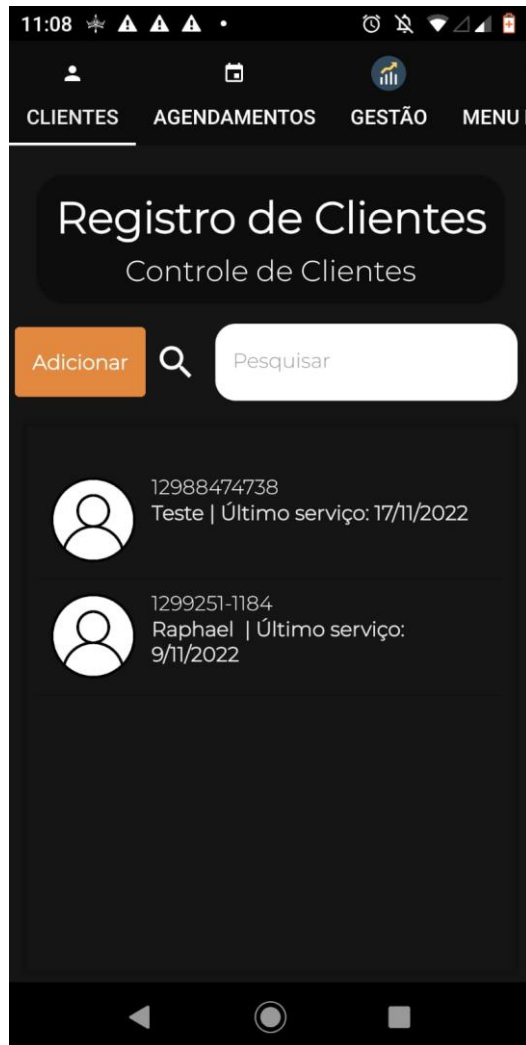 11:08
CLIENTES AGENDAMENTOS GESTÃO MENU
Registro de Clientes
Controle de Clientes
Adicionar Pesquisar
12988474738
Teste | Último serviço: 17/11/2022
1299251-1184
Raphael | Último serviço:
9/11/2022